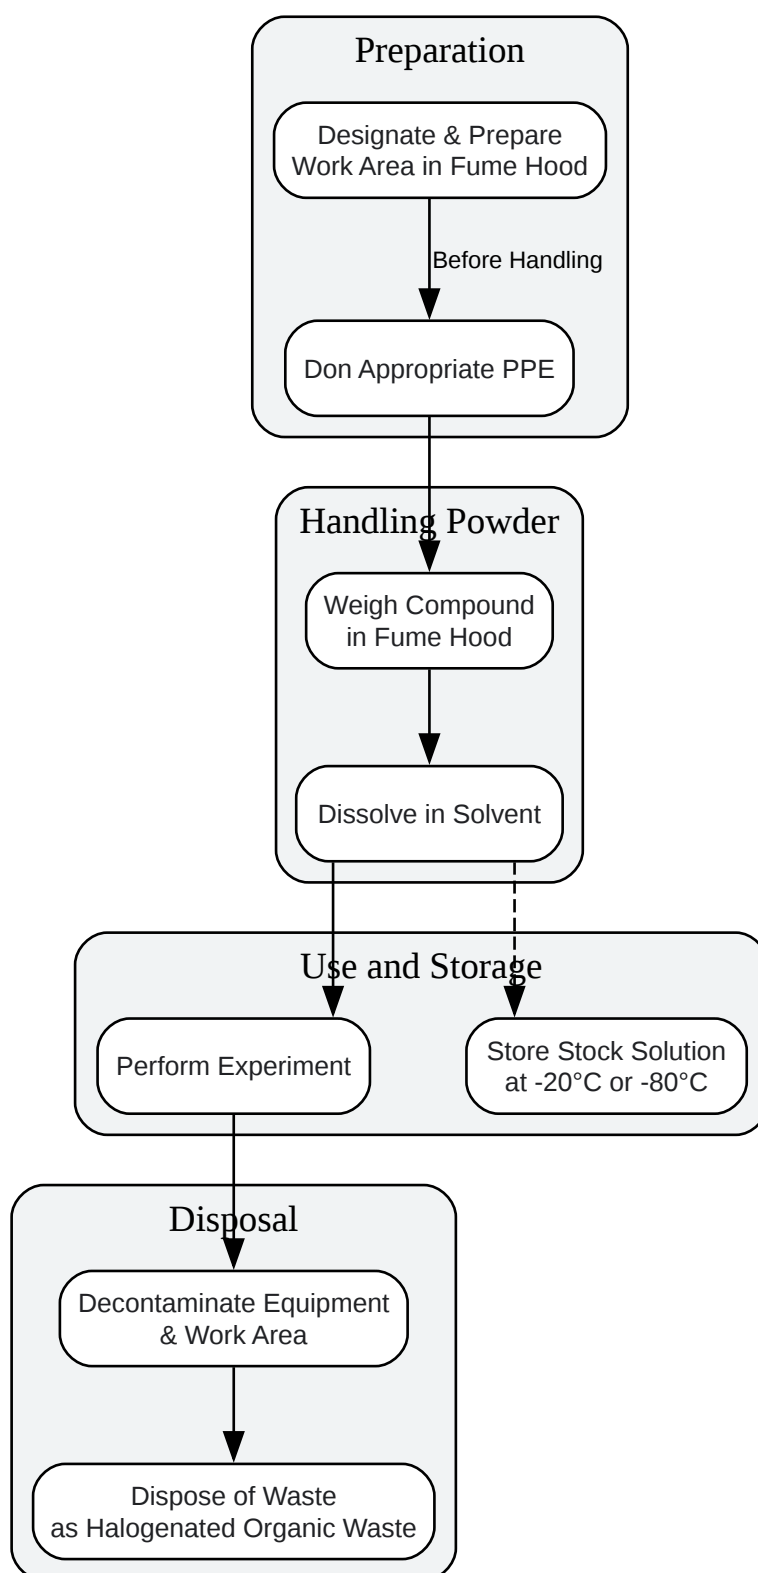 Preparation
Designate & Prepare
Work Area in Fume Hood
Before Handling
Don Appropriate PPE
Handling Powder
Weigh Compound
in Fume Hood
Dissolve in Solvent
Use and Storage
Perform Experiment
Store Stock Solution
at -20°C or -80°C
Disposal
Decontaminate Equipment
& Work Area
Dispose of Waste
as Halogenated Organic Waste